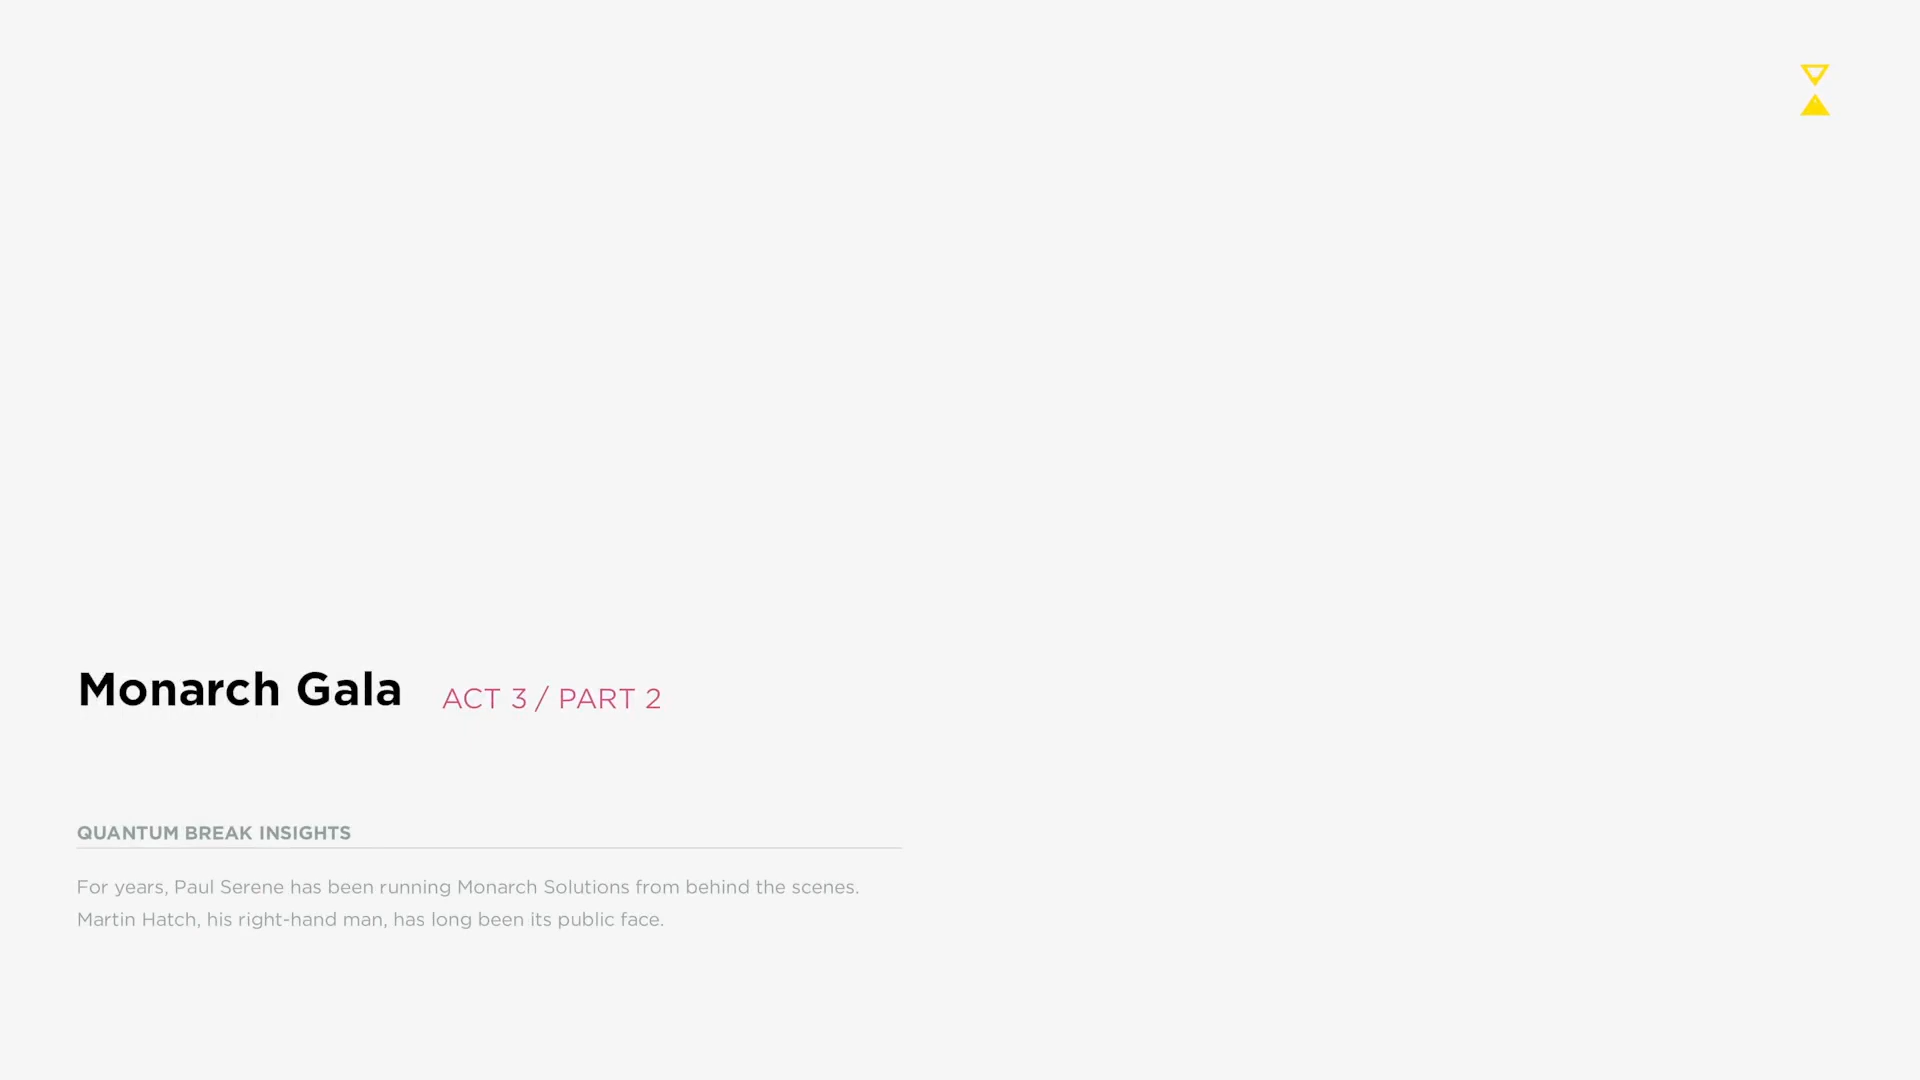 Monarch Gala ACT 3 / PART 2
QUANTUM BREAK INSIGHTS
For years, Paul Serene has been running Monarch Solutions from behind the scenes.
Martin Hatch, his right-hand man, has long been its public face.